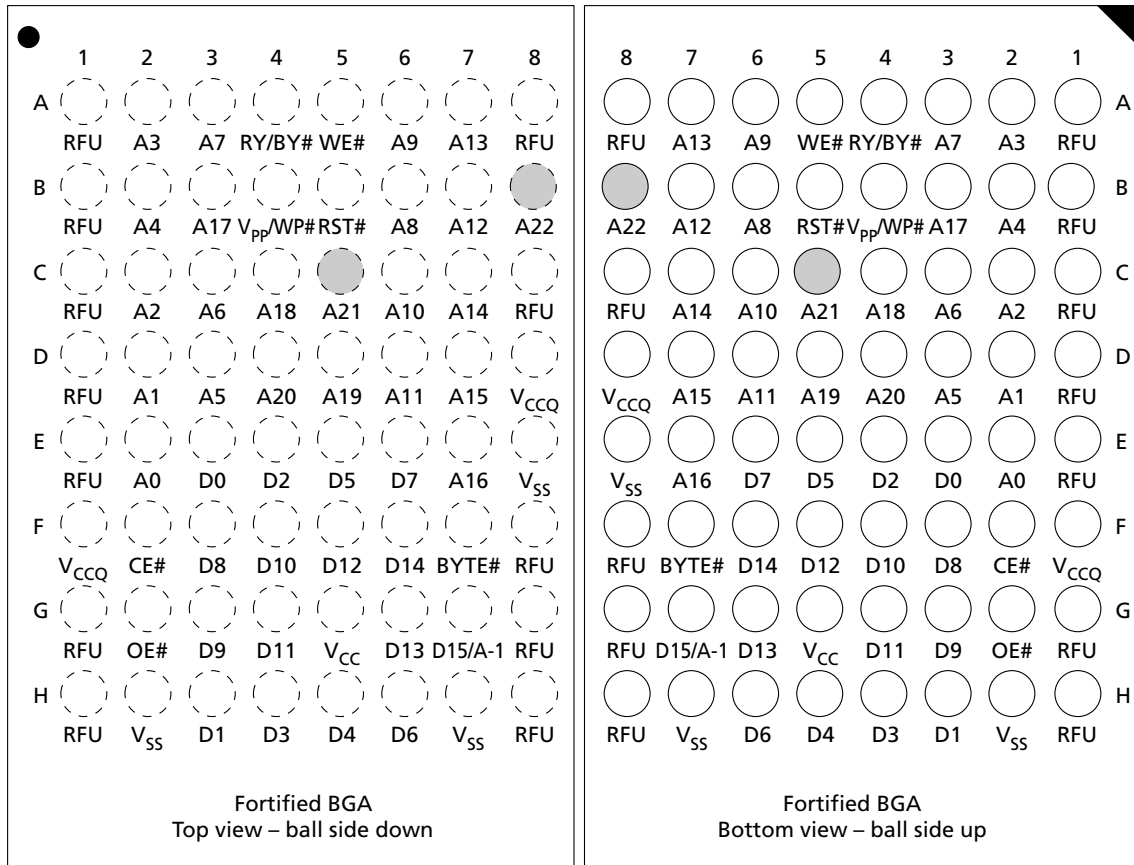 1 2 3 4 5 6 7 8
A
RFU A3 A7 RY/BY# WE# A9 A13 RFU
B
RFU A4 A17 VPP/WP# RST# A8 A12 A22
C
RFU A2 A6 A18 A21 A10 A14 RFU
D
RFU A1 A5 A20 A19 A11 A15 VCCQ
E
RFU A0 D0 D2 D5 D7 A16 VSS
F
VCCQ CE# D8 D10 D12 D14 BYTE# RFU
G
RFU OE# D9 D11 VCC D13 D15/A-1 RFU
H
RFU VSS D1 D3 D4 D6 VSS RFU
Fortified BGA
Top view – ball side down
8 7 6 5 4 3 2 1
A
RFU A13 A9 WE# RY/BY# A7 A3 RFU
B
A22 A12 A8 RST# VPP/WP# A17 A4 RFU
C
RFU A14 A10 A21 A18 A6 A2 RFU
D
VCCQ A15 A11 A19 A20 A5 A1 RFU
E
VSS A16 D7 D5 D2 D0 A0 RFU
F
RFU BYTE# D14 D12 D10 D8 CE# VCCQ
G
RFU D15/A-1 D13 VCC D11 D9 OE# RFU
H
RFU VSS D6 D4 D3 D1 VSS RFU
Fortified BGA
Bottom view – ball side up